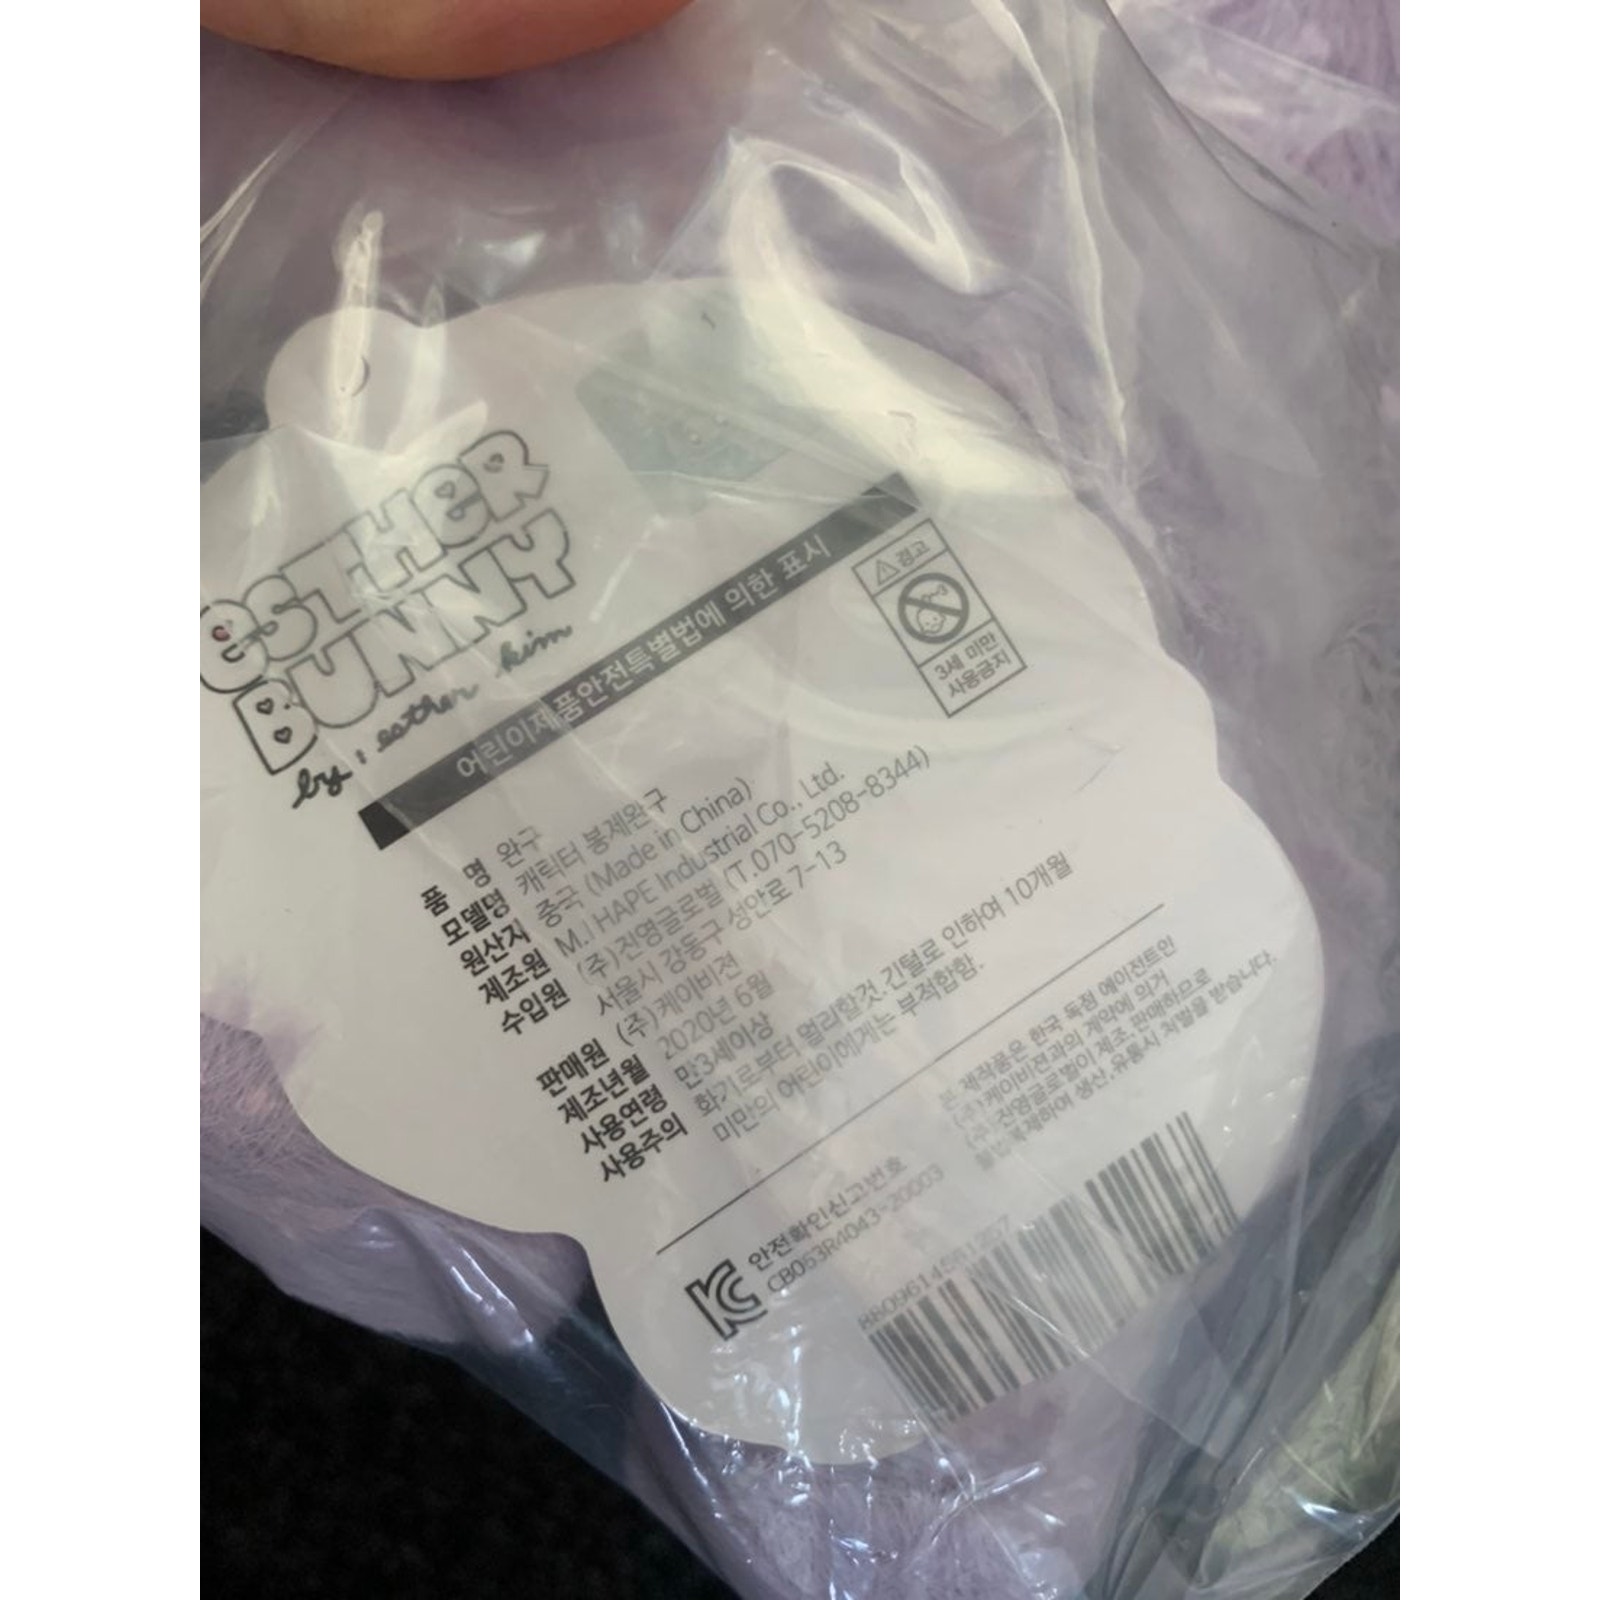 esTHeR
BUNNY
by : esther kim
어린이제품안전특별법에 의한 표시
경고
3세 미만
사용금지
품 명 완구
모델명 캐릭터 봉제완구
원산지 중국 (Made in China)
제조원 M.I HAPE Industrial Co., Ltd.
수입원 (주)진영글로벌 (T.070-5208-8344)
서울시 강동구 성안로 7-13
판매원 (주)케이비젼
제조년월 2020년 6월
사용연령 만3세이상
사용주의 화기로부터 멀리할것.긴털로 인하여 10개월
미만의 어린이에게는 부적합함.
본 제작품은 한국 독점 에이전트인
(주)케이비젼과의 계약에 의거
(주)진영글로벌이 제조, 판매하므로
불법복제하여 생산,유통시 처벌을 받습니다.
안전확인신고번호
CB063R4043-20003